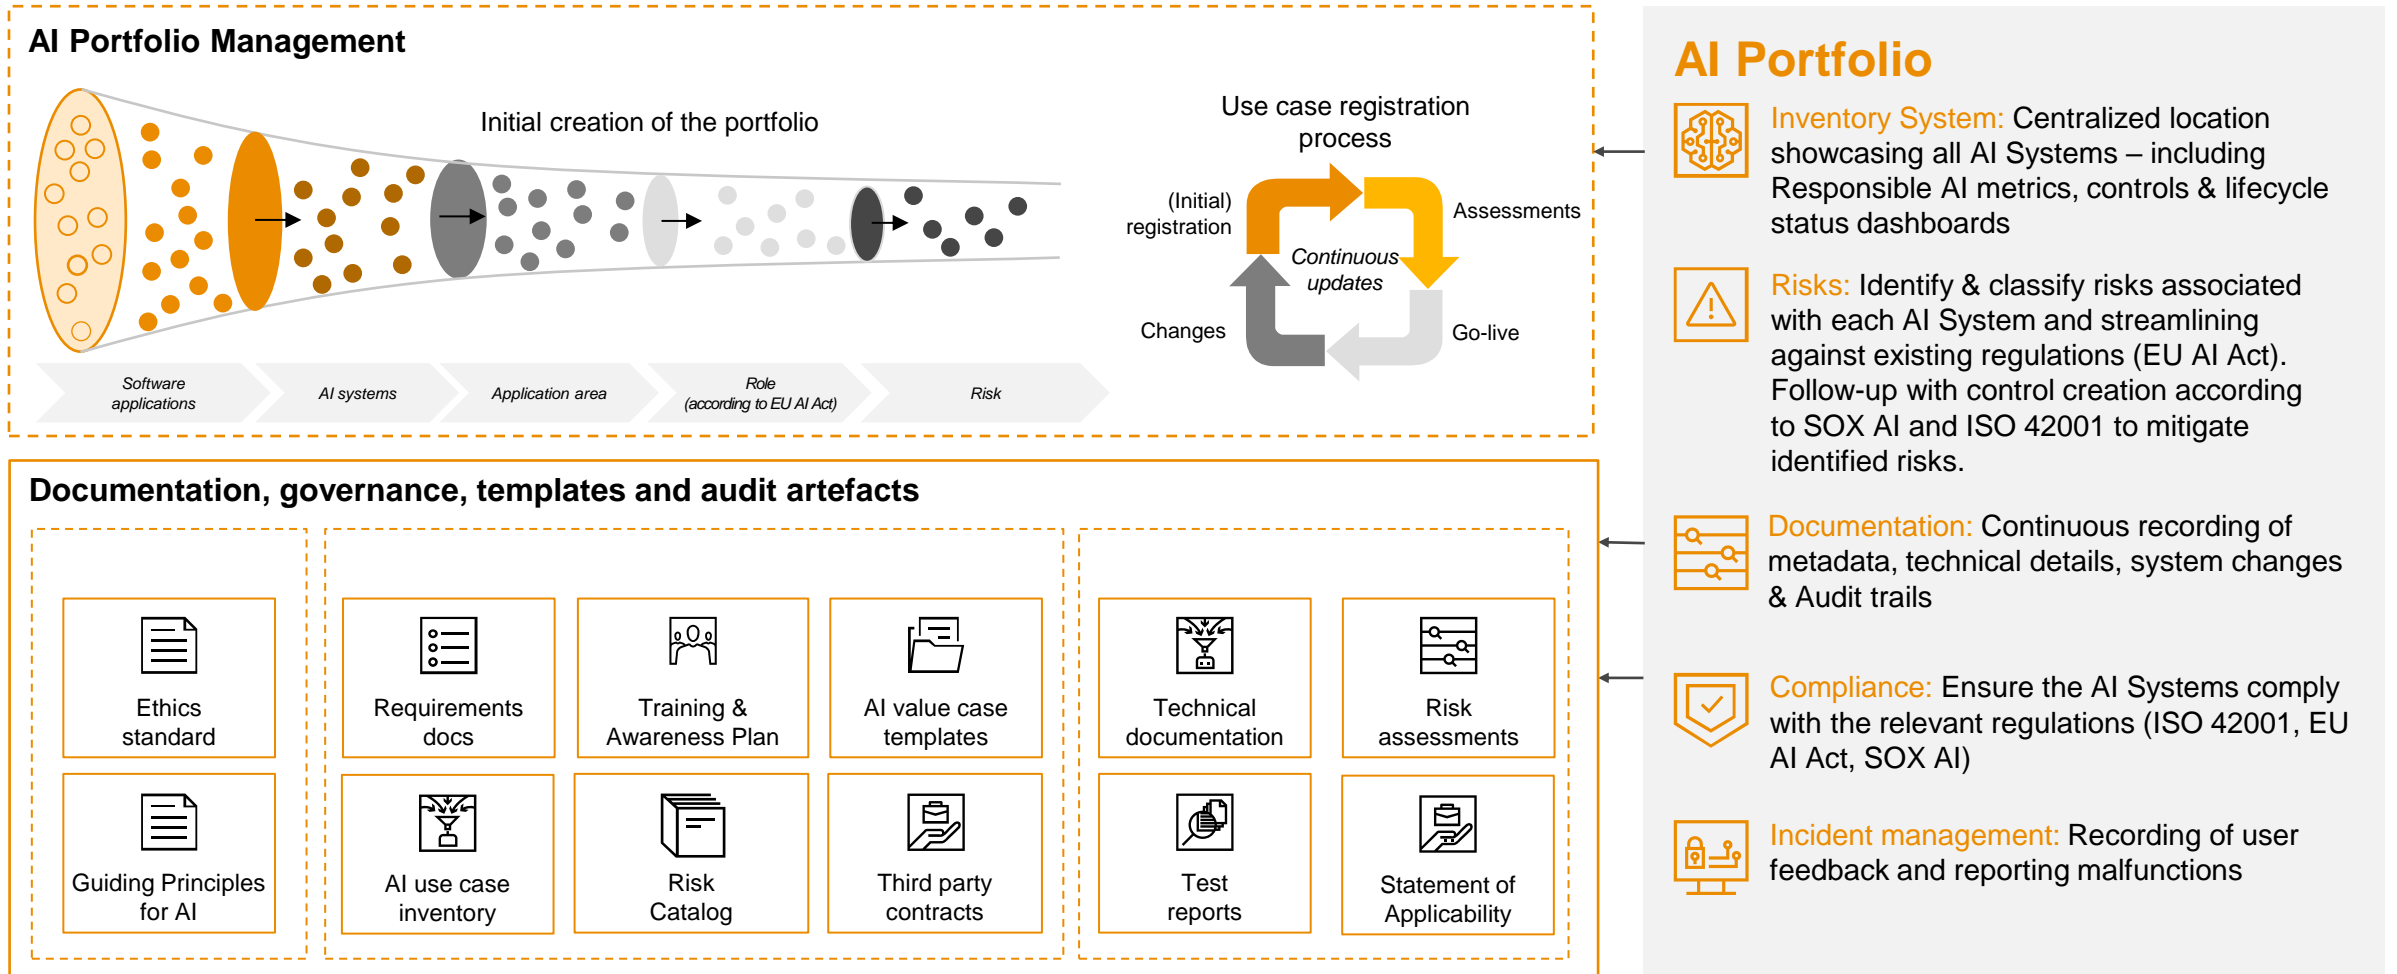 AI Portfolio Management
Initial creation of the portfolio
Software
applications
AI systems
Application area
Role
(according to EU AI Act)
Risk
Use case registration
process
(Initial)
registration
Assessments
Continuous
updates
Changes
Go-live
Documentation, governance, templates and audit artefacts
Ethics
standard
Guiding Principles
for AI
Requirements
docs
Training &
Awareness Plan
AI value case
templates
AI use case
inventory
Risk
Catalog
Third party
contracts
Technical
documentation
Risk
assessments
Test
reports
Statement of
Applicability
AI Portfolio
Inventory System: Centralized location
showcasing all AI Systems – including
Responsible AI metrics, controls & lifecycle
status dashboards
Risks: Identify & classify risks associated
with each AI System and streamlining
against existing regulations (EU AI Act).
Follow-up with control creation according
to SOX AI and ISO 42001 to mitigate
identified risks.
Documentation: Continuous recording of
metadata, technical details, system changes
& Audit trails
Compliance: Ensure the AI Systems comply
with the relevant regulations (ISO 42001, EU
AI Act, SOX AI)
Incident management: Recording of user
feedback and reporting malfunctions